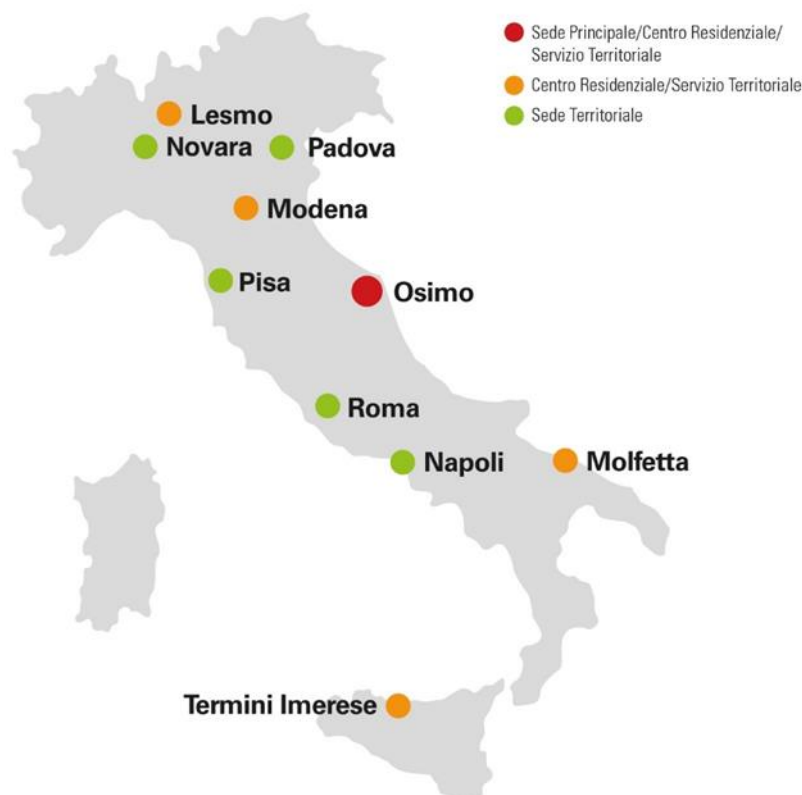 Sede Principale/Centro Residenziale/
Servizio Territoriale
Centro Residenziale/Servizio Territoriale
Sede Territoriale
Lesmo
Novara
Padova
Modena
Pisa
Osimo
Roma
Napoli
Molfetta
Termini Imerese